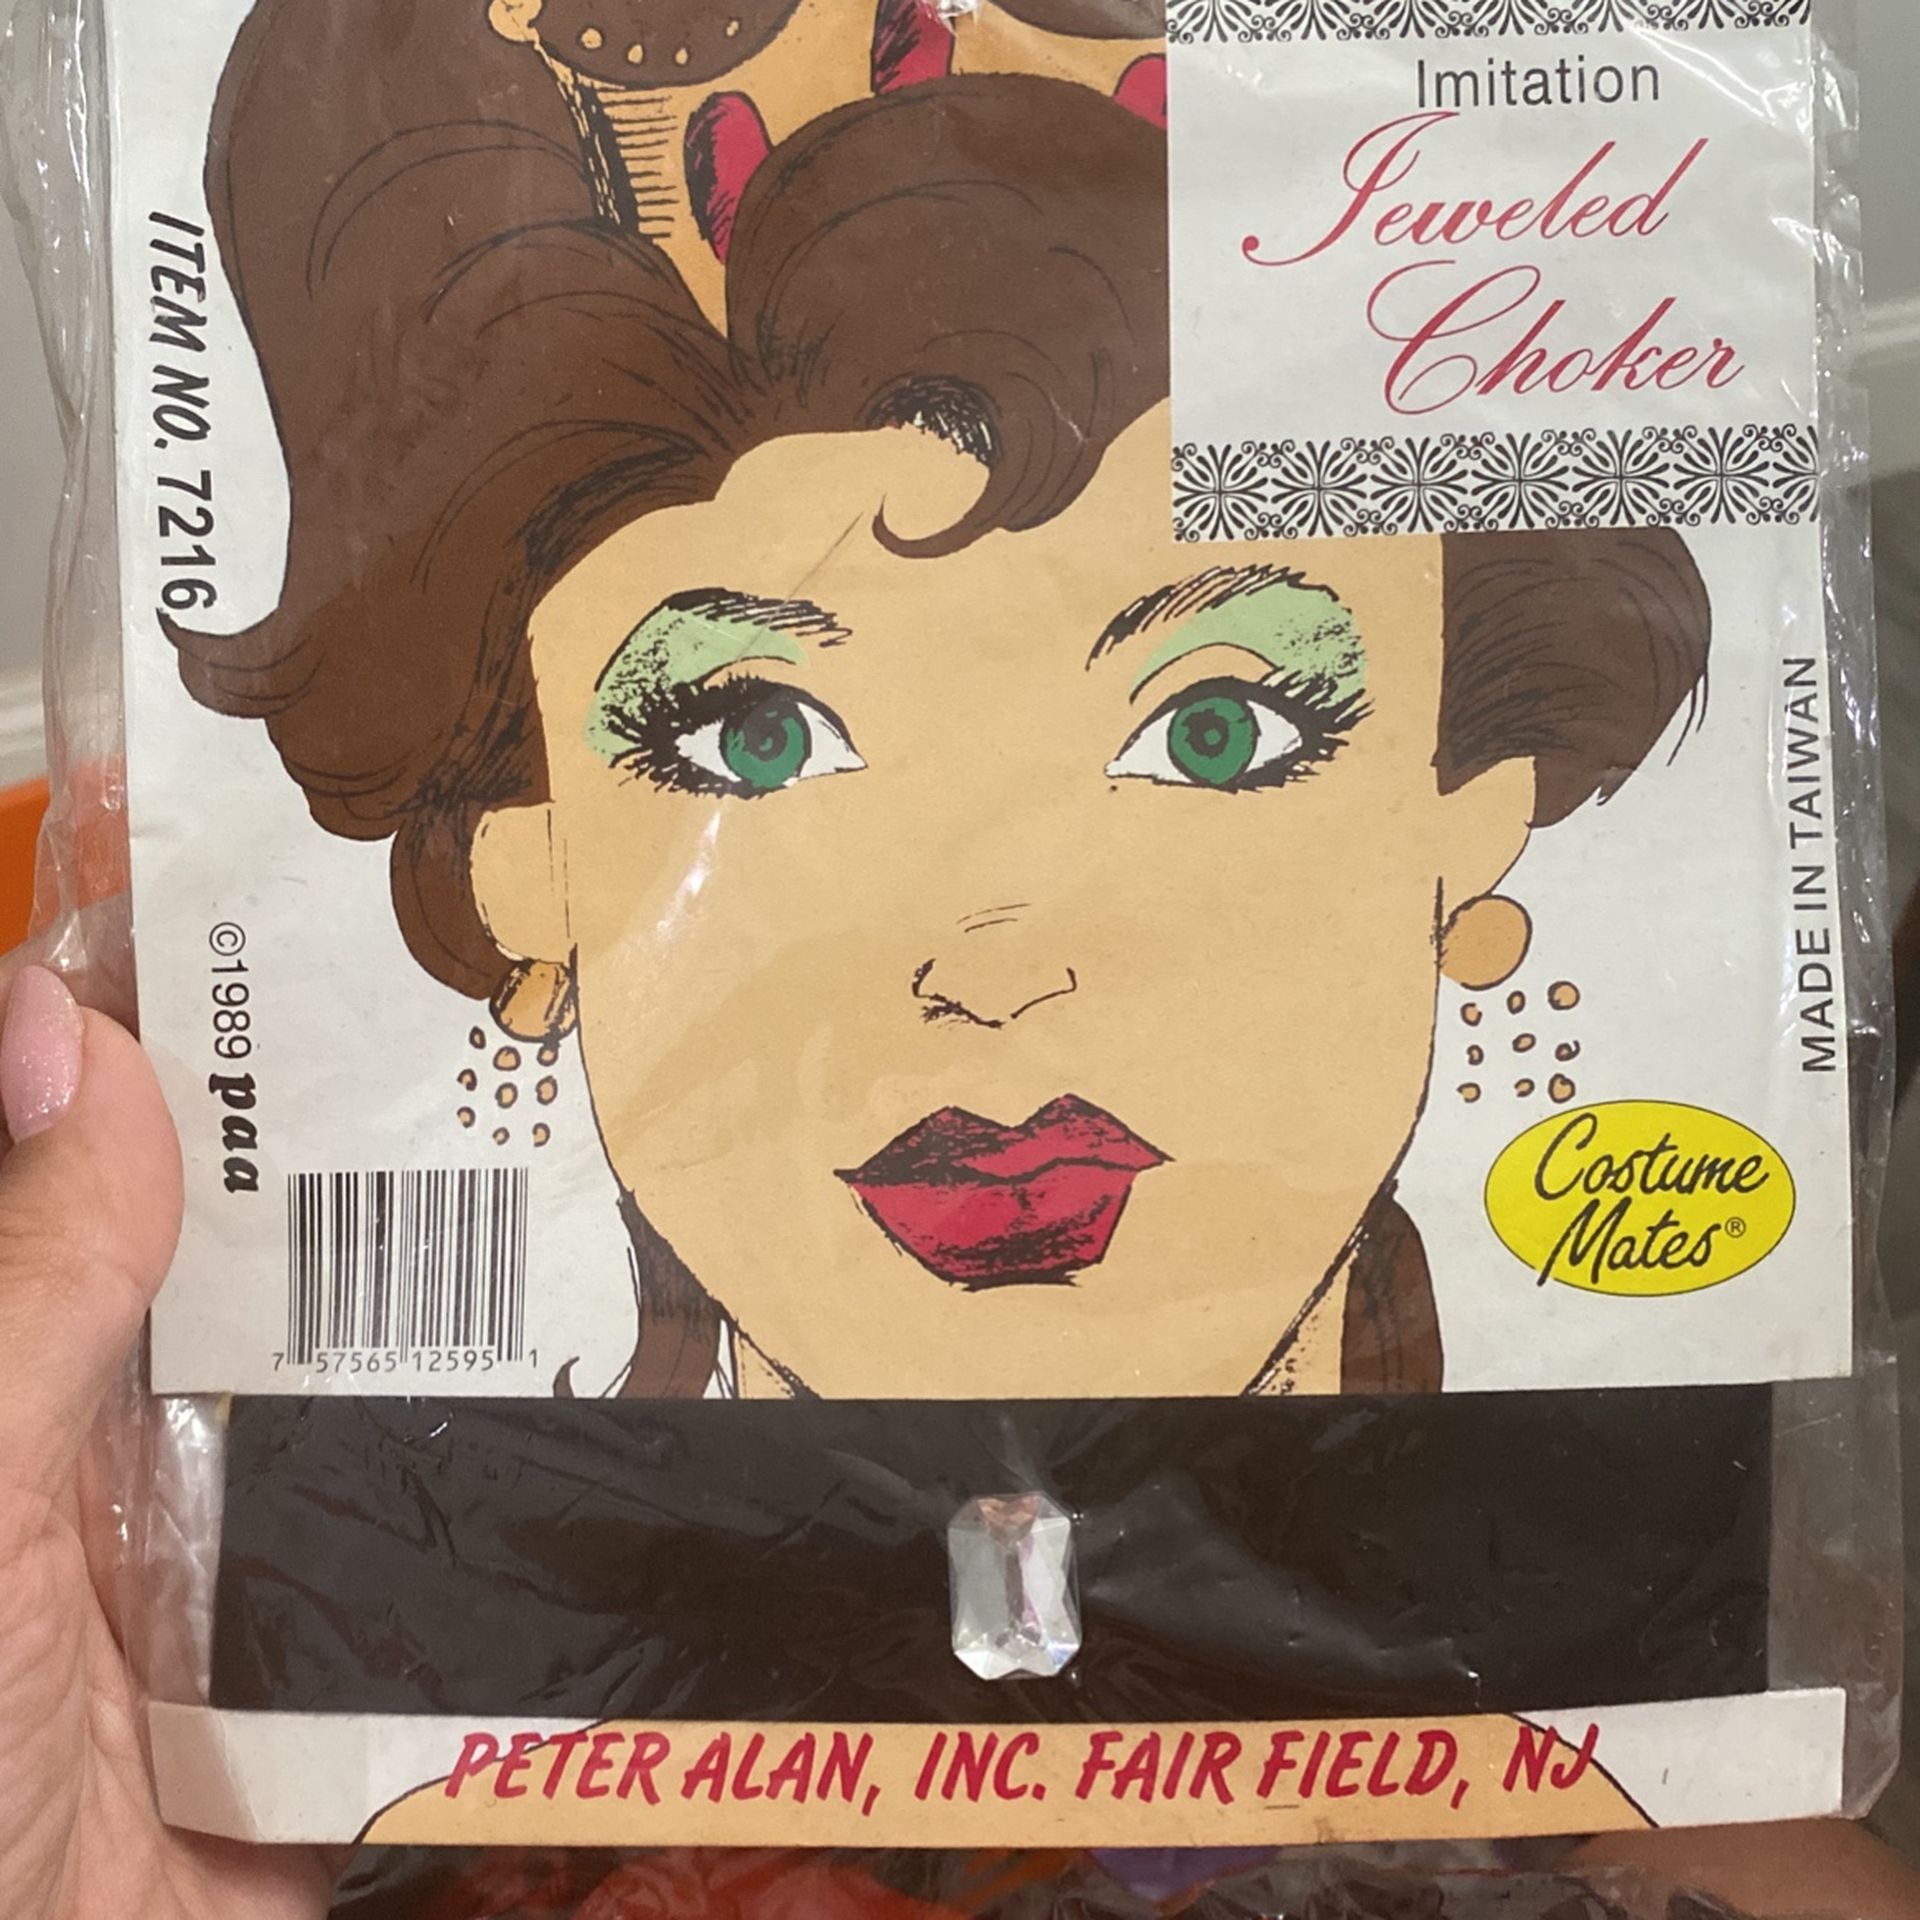 Imitation
Jeweled
Choker
ITEM NO. 7216
©1989 paa
MADE IN TAIWAN
Costume
Mates®
7 57565 12595 1
PETER ALAN, INC. FAIR FIELD, NJ